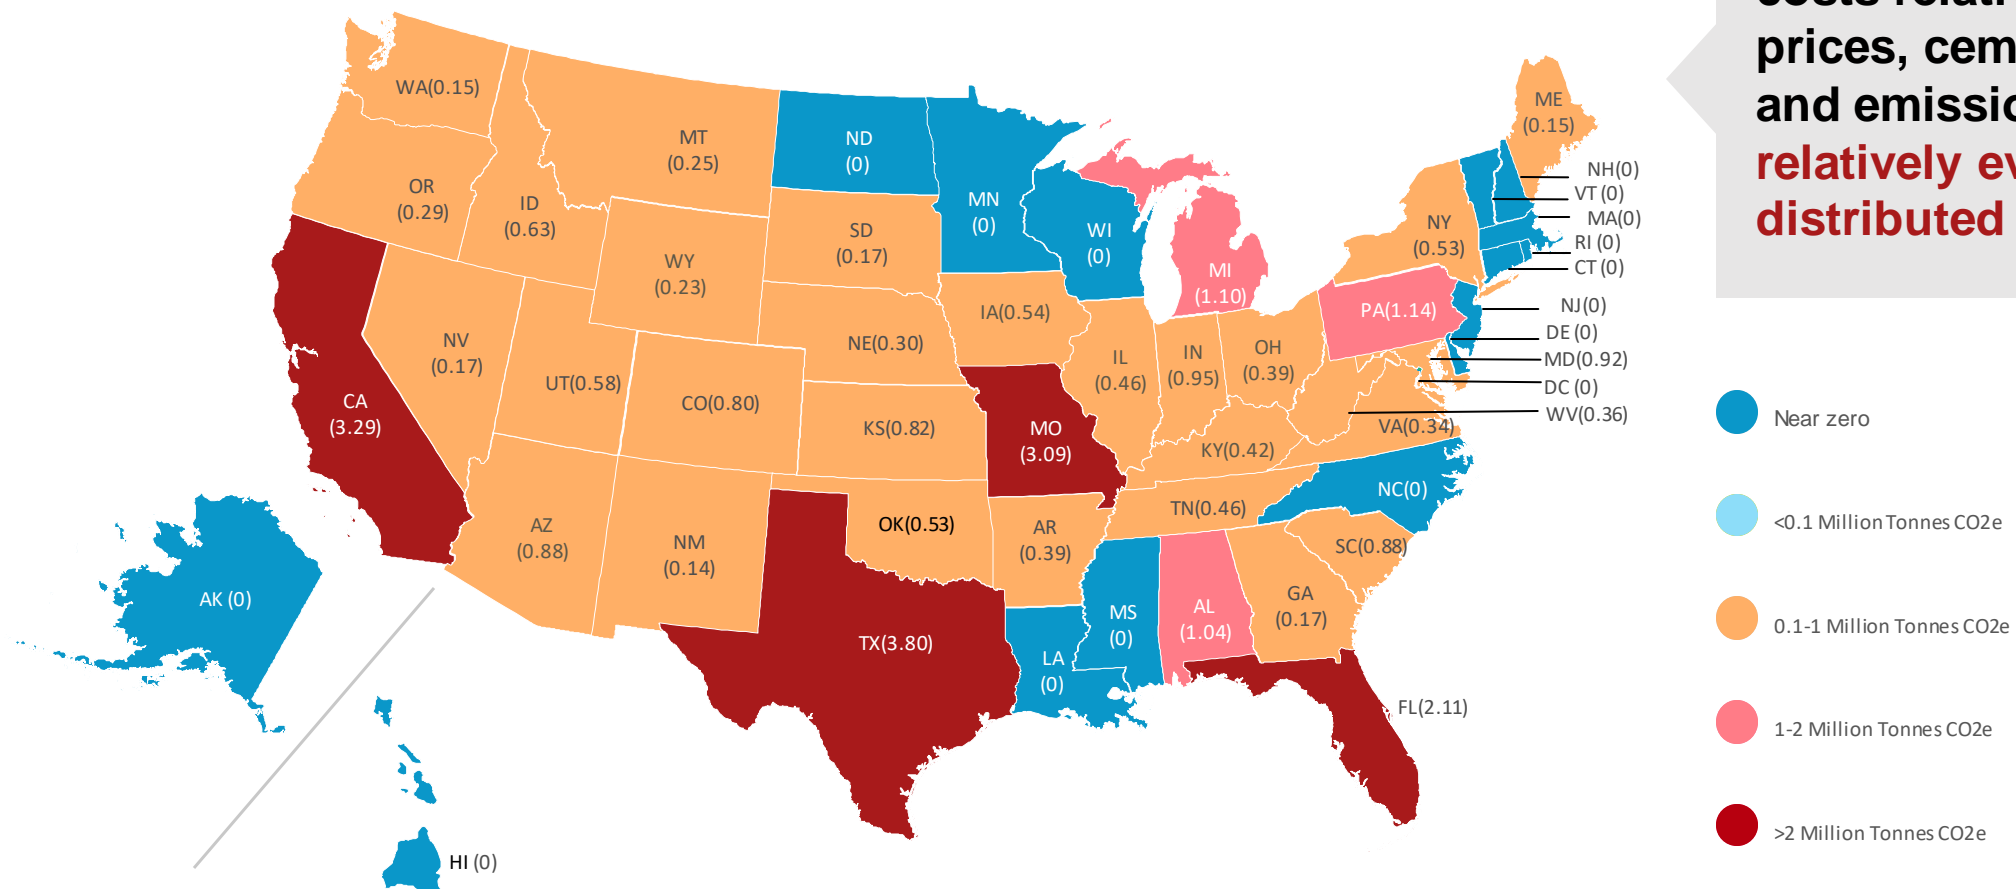 prices,
and
relatively
distributed
WA(0.15)
MT
(0.25)
ND
(0)
ME
(0.15)
OR
(0.29)
ID
(0.63)
MN
(0)
NH(0)
VT (0)
MA(0)
RI (0)
CT (0)
SD
(0.17)
WI
(0)
NY
(0.53)
WY
(0.23)
MI
(1.10)
PA(1.14)
NJ(0)
DE (0)
MD(0.92)
DC (0)
WV(0.36)
IA(0.54)
NV
(0.17)
NE(0.30)
IL
(0.46)
IN
(0.95)
OH
(0.39)
UT(0.58)
CO(0.80)
CA
(3.29)
KS(0.82)
MO
(3.09)
KY(0.42)
VA(0.34)
NC(0)
TN(0.46)
AZ
(0.88)
NM
(0.14)
OK(0.53)
AR
(0.39)
SC(0.88)
AK (0)
TX(3.80)
LA
(0)
MS
(0)
AL
(1.04)
GA
(0.17)
FL(2.11)
HI (0)
Near zero
<0.1 Million Tonnes CO2e
0.1-1 Million Tonnes CO2e
1-2 Million Tonnes CO2e
>2 Million Tonnes CO2e